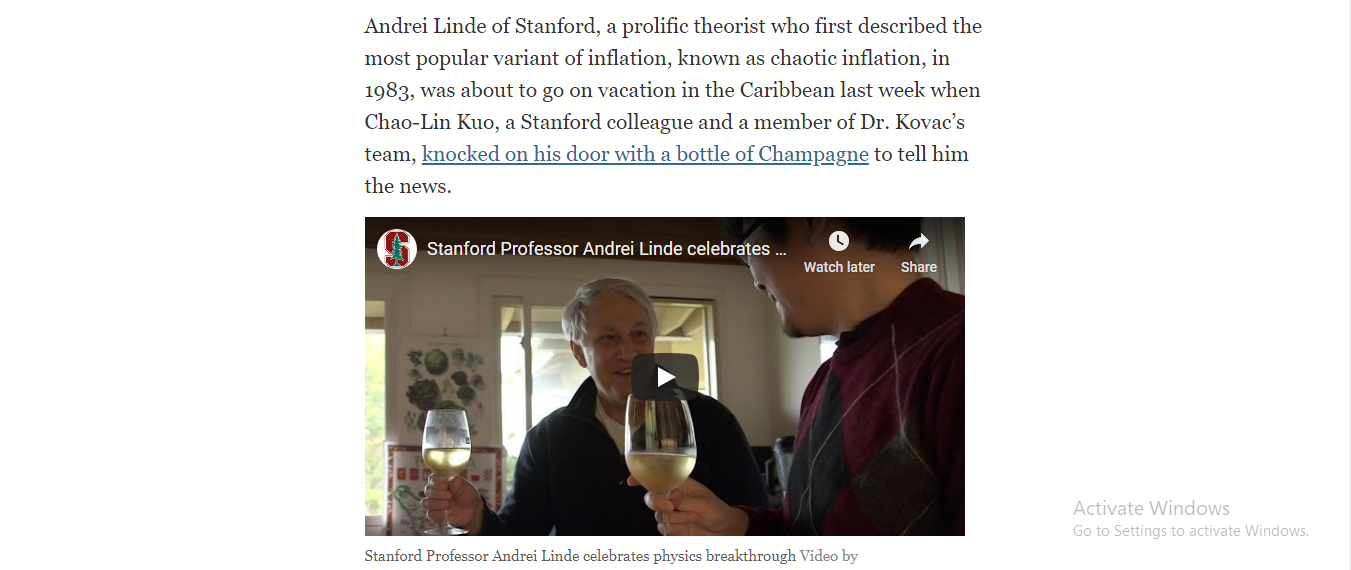 Andrei Linde of Stanford, a prolific theorist who first described the
most popular variant of inflation, known as chaotic inflation, in
1983, was about to go on vacation in the Caribbean last week when
Chao-Lin Kuo, a Stanford colleague and a member of Dr. Kovac’s
team, knocked on his door with a bottle of Champagne to tell him
the news.
Stanford Professor Andrei Linde celebrates ...
Watch later
Share
Activate Windows
Go to Settings to activate Windows.
Stanford Professor Andrei Linde celebrates physics breakthrough Video by